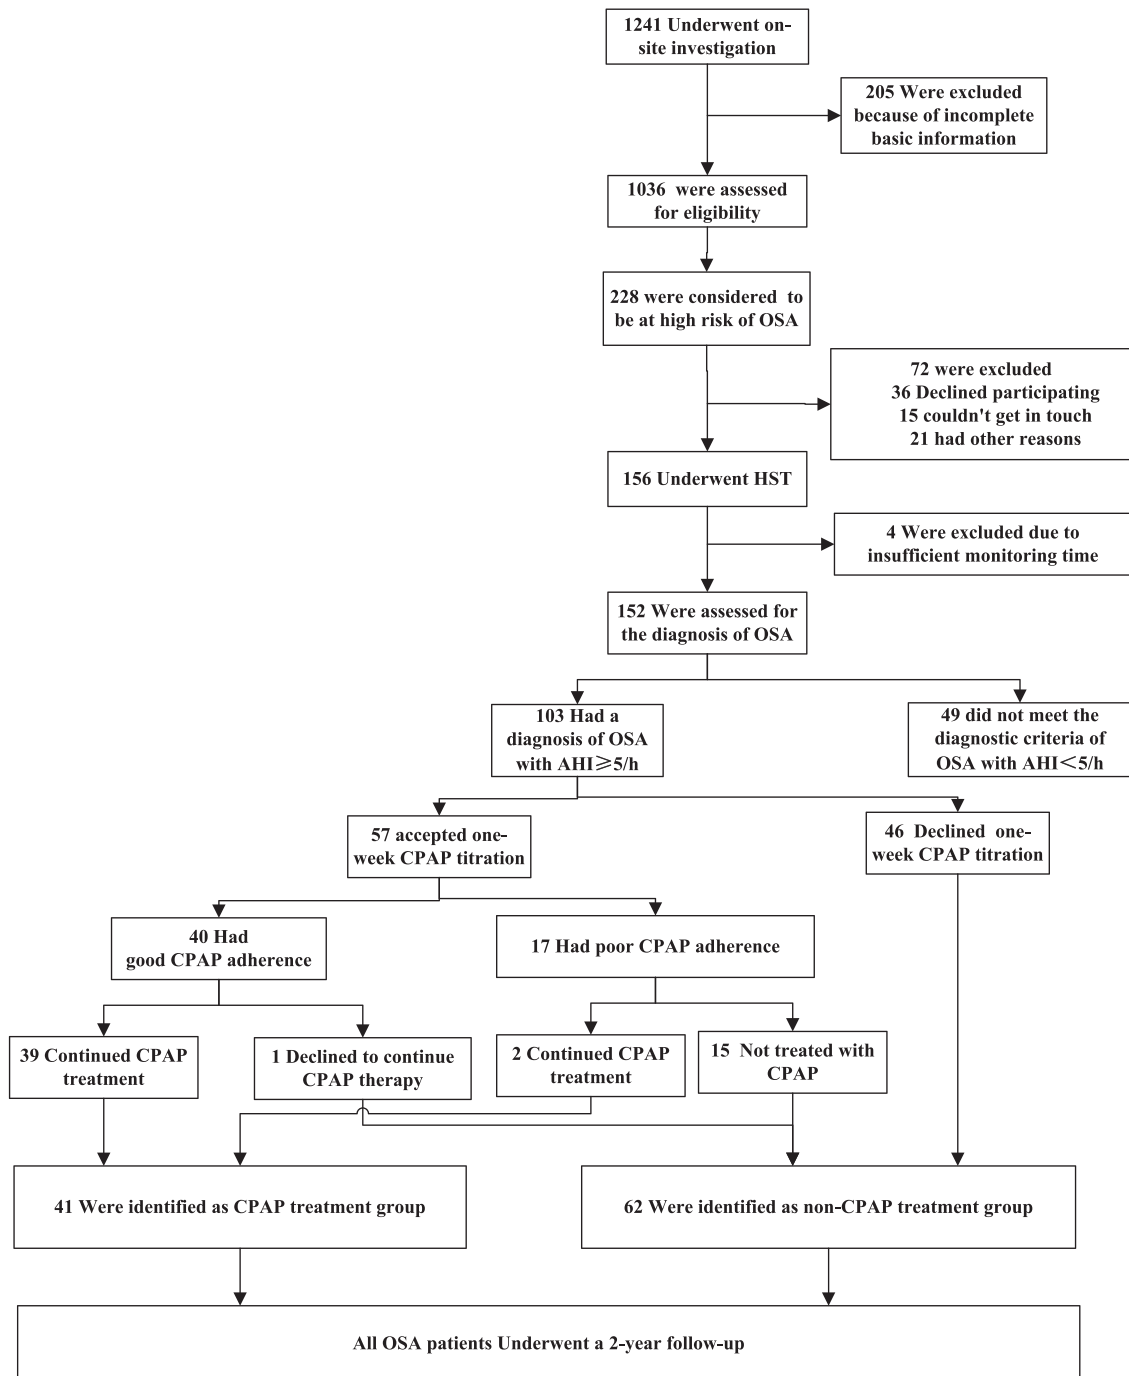 1241 Underwent on-
site investigation
205 Were excluded
because of incomplete
basic information
1036 were assessed
for eligibility
228 were considered to
be at high risk of OSA
72 were excluded
36 Declined participating
15 couldn't get in touch
21 had other reasons
156 Underwent HST
4 Were excluded due to
insufficient monitoring time
152 Were assessed for
the diagnosis of OSA
103 Had a
diagnosis of OSA
with AHI≥5/h
49 did not meet the
diagnostic criteria of
OSA with AHI<5/h
57 accepted one-
week CPAP titration
46 Declined one-
week CPAP titration
40 Had
good CPAP adherence
17 Had poor CPAP adherence
39 Continued CPAP
treatment
1 Declined to continue
CPAP therapy
2 Continued CPAP
treatment
15 Not treated with
CPAP
41 Were identified as CPAP treatment group
62 Were identified as non-CPAP treatment group
All OSA patients Underwent a 2-year follow-up